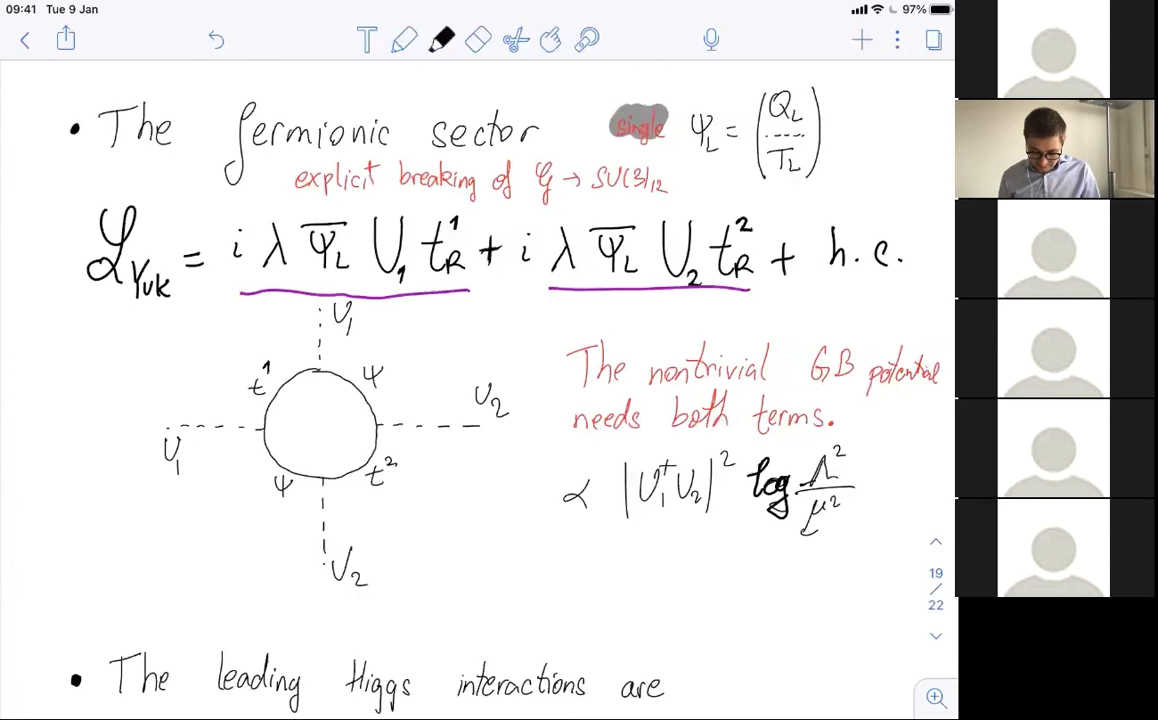 09:41 Tue 9 Jan
97%
• The fermionic sector single Ψ_L = (Q_L / T_L)
explicit breaking of G → SU(3)_12
L_Yuk = i λ Ψ̄_L U_1 t_R^1 + i λ Ψ̄_L U_2 t_R^2 + h.c.
U_1
t^1 Ψ
U_1 U_2
Ψ t^2
U_2
The nontrivial GB potential
needs both terms.
∝ |U_1^† U_2|^2 log Λ^2/μ^2
19
/
22
• The leading Higgs interactions are